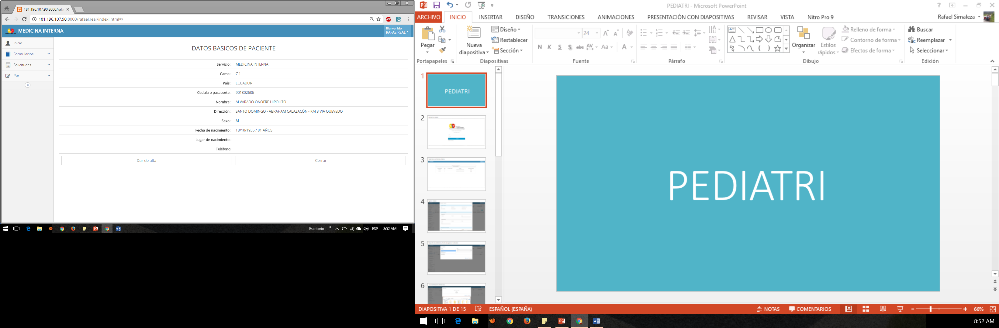 181.196.107.90:8000/rafa
181.196.107.90:8000/rafael.real/indexl.html#/
ABP
MEDICINA INTERNA
Bienvenido
RAFAE REAL
Inicio
Formularios
Solicitudes
Por
DATOS BASICOS DE PACIENTE
Servicio : MEDICINA INTERNA
Cama : C 1
País : ECUADOR
Cedula o pasaporte : 901802686
Nombre : ALVARADO ONOFRE HIPOLITO
Dirección : SANTO DOMINGO - ABRAHAM CALAZACÓN - KM 3 VIA QUEVEDO
Sexo : M
Fecha de nacimiento : 18/10/1935 / 81 AÑOS
Lugar de nacimiento :
Teléfono:
Dar de alta
Cerrar
Escritorio
ESP
8:52 AM
PEDIATRI - Microsoft PowerPoint
ARCHIVO INICIO INSERTAR DISEÑO TRANSICIONES ANIMACIONES PRESENTACIÓN CON DIAPOSITIVAS REVISAR VISTA Nitro Pro 9
Rafael Simaleza
Pegar
Portapapeles
Nueva
diapositiva
Diseño
Restablecer
Sección
Diapositivas
24
N K S S abc AV Aa A
Fuente
Párrafo
Organizar
Estilos
rápidos
Relleno de forma
Contorno de forma
Efectos de forma
Dibujo
Buscar
Reemplazar
Seleccionar
Edición
1
PEDIATRI
2
3
4
5
6
PEDIATRI
DIAPOSITIVA 1 DE 15
ESPAÑOL (ESPAÑA)
NOTAS
COMENTARIOS
66%
8:52 AM